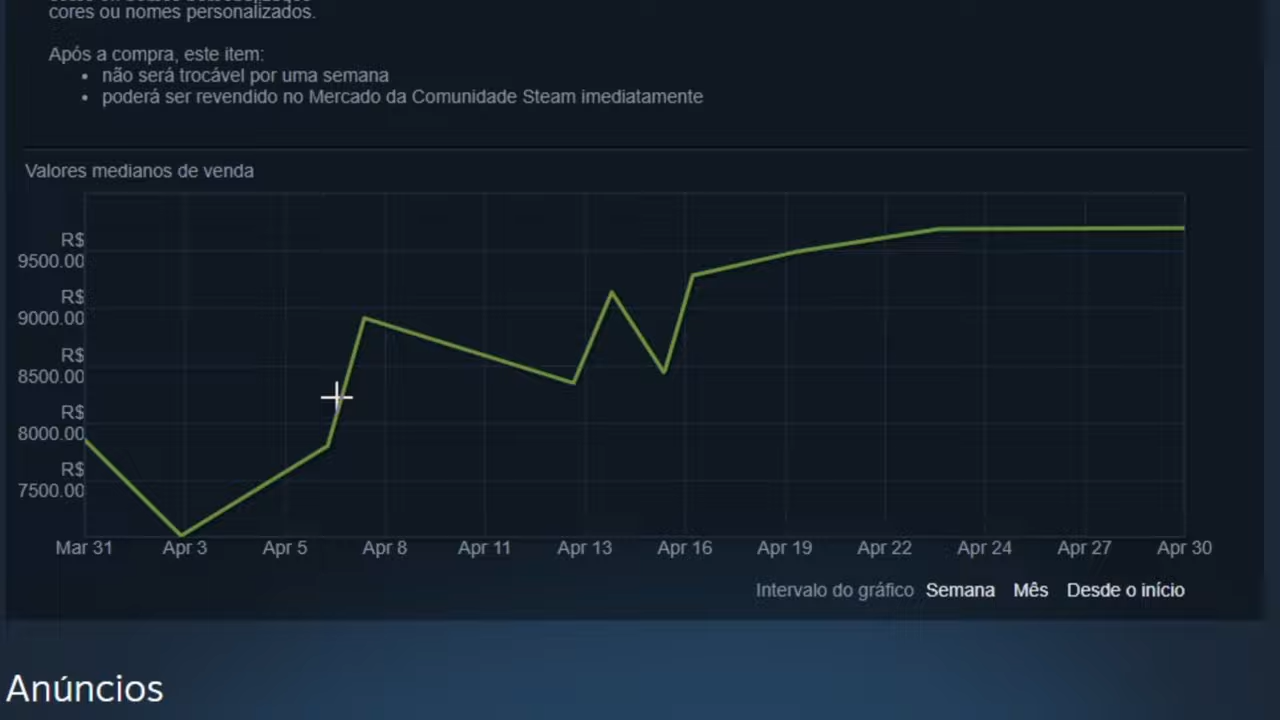 cores ou nomes personalizados.
Após a compra, este item:
• não será trocável por uma semana
• poderá ser revendido no Mercado da Comunidade Steam imediatamente
Valores medianos de venda
R$
9500.00
R$
9000.00
R$
8500.00
R$
8000.00
R$
7500.00
Mar 31 Apr 3 Apr 5 Apr 8 Apr 11 Apr 13 Apr 16 Apr 19 Apr 22 Apr 24 Apr 27 Apr 30
Intervalo do gráfico Semana Mês Desde o início
Anúncios